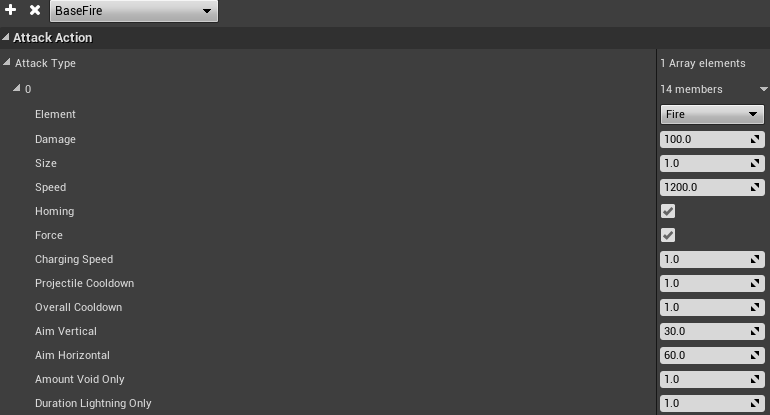 BaseFire
Attack Action
Attack Type 1 Array elements
0 14 members
Element Fire
Damage 100.0
Size 1.0
Speed 1200.0
Homing
Force
Charging Speed 1.0
Projectile Cooldown 1.0
Overall Cooldown 1.0
Aim Vertical 30.0
Aim Horizontal 60.0
Amount Void Only 1.0
Duration Lightning Only 1.0